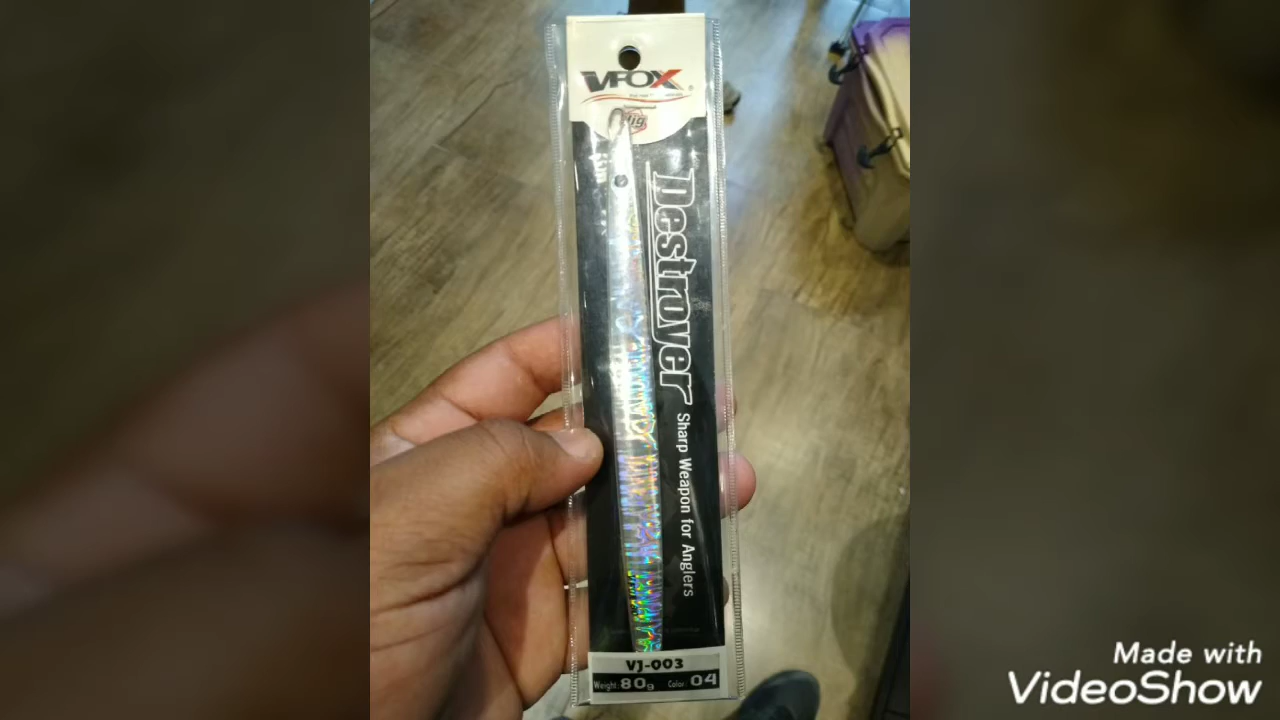 VFOX
Jig
Destroyer
Sharp Weapon for Anglers
VJ-003
Weight: 80g Color: 04
Made with
VideoShow